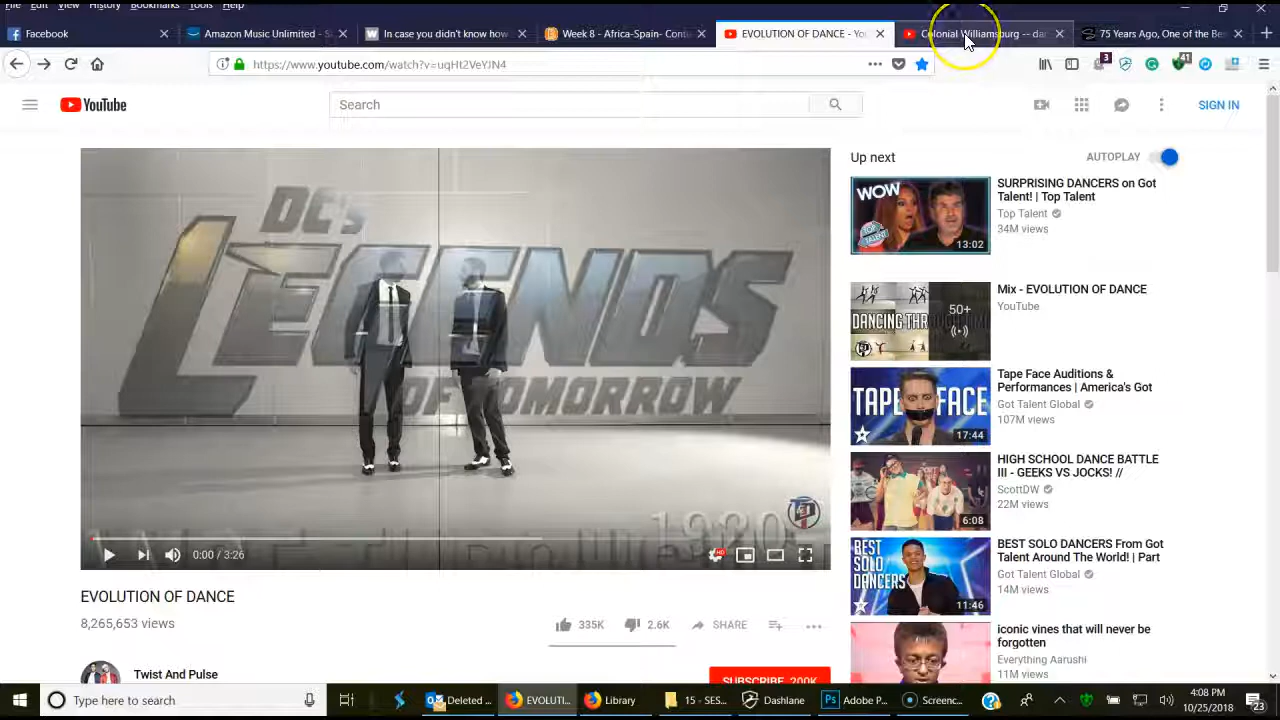 File Edit View History Bookmarks Tools Help
Facebook
Amazon Music Unlimited - S
In case you didn't know how
Week 8 - Africa-Spain- Cont
EVOLUTION OF DANCE - Yo
Colonial Williamsburg -- dan
75 Years Ago, One of the Be
https://www.youtube.com/watch?v=uqHt2VeYJN4
3
41
YouTube
Search
SIGN IN
DC
LEGENDS
OF TOMORROW
1980
0:00 / 3:26
HD
EVOLUTION OF DANCE
8,265,653 views
335K
2.6K
SHARE
Twist And Pulse
SUBSCRIBE 200K
Up next
AUTOPLAY
WOW
13:02
SURPRISING DANCERS on Got
Talent! | Top Talent
Top Talent
34M views
DANCING THR
50+
Mix - EVOLUTION OF DANCE
YouTube
TAPE FACE
17:44
Tape Face Auditions &
Performances | America's Got
Got Talent Global
107M views
6:08
HIGH SCHOOL DANCE BATTLE
III - GEEKS VS JOCKS! //
ScottDW
22M views
BEST
SOLO
DANCERS
11:46
BEST SOLO DANCERS From Got
Talent Around The World! | Part
Got Talent Global
14M views
iconic vines that will never be
forgotten
Everything Aarushi
11M views
Type here to search
Deleted ...
EVOLUTI...
Library
15 - SES...
Dashlane
Adobe P...
Screenc...
4:08 PM
10/25/2018
23